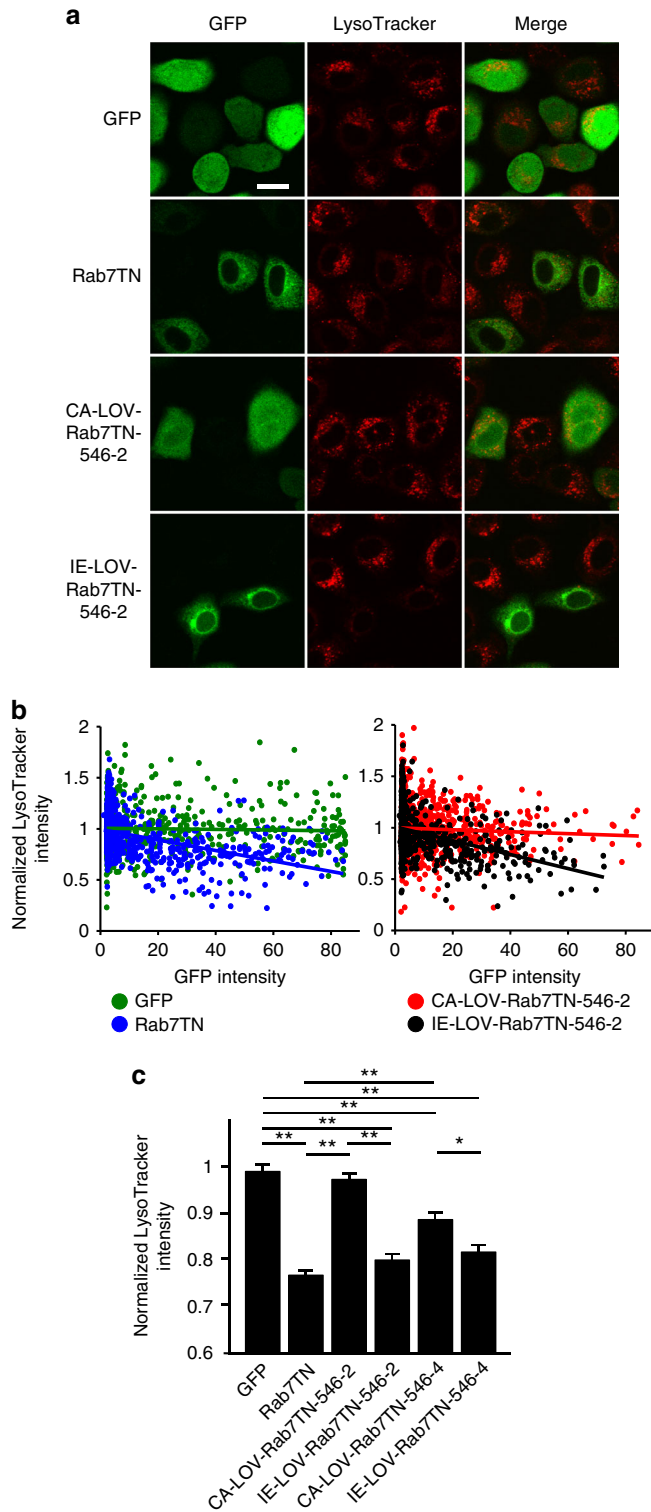 a
GFP LysoTracker Merge
GFP
Rab7TN
CA-LOV-
Rab7TN-
546-2
IE-LOV-
Rab7TN-
546-2
b
Normalized LysoTracker
intensity
2
1.5
1
0.5
0
0 20 40 60 80
GFP intensity
GFP
Rab7TN
2
1.5
1
0.5
0
0 20 40 60 80
GFP intensity
CA-LOV-Rab7TN-546-2
IE-LOV-Rab7TN-546-2
c
Normalized LysoTracker
intensity
1
0.9
0.8
0.7
0.6
**
**
**
**
** ** **
*
GFP
Rab7TN
CA-LOV-Rab7TN-546-2
IE-LOV-Rab7TN-546-2
CA-LOV-Rab7TN-546-4
IE-LOV-Rab7TN-546-4